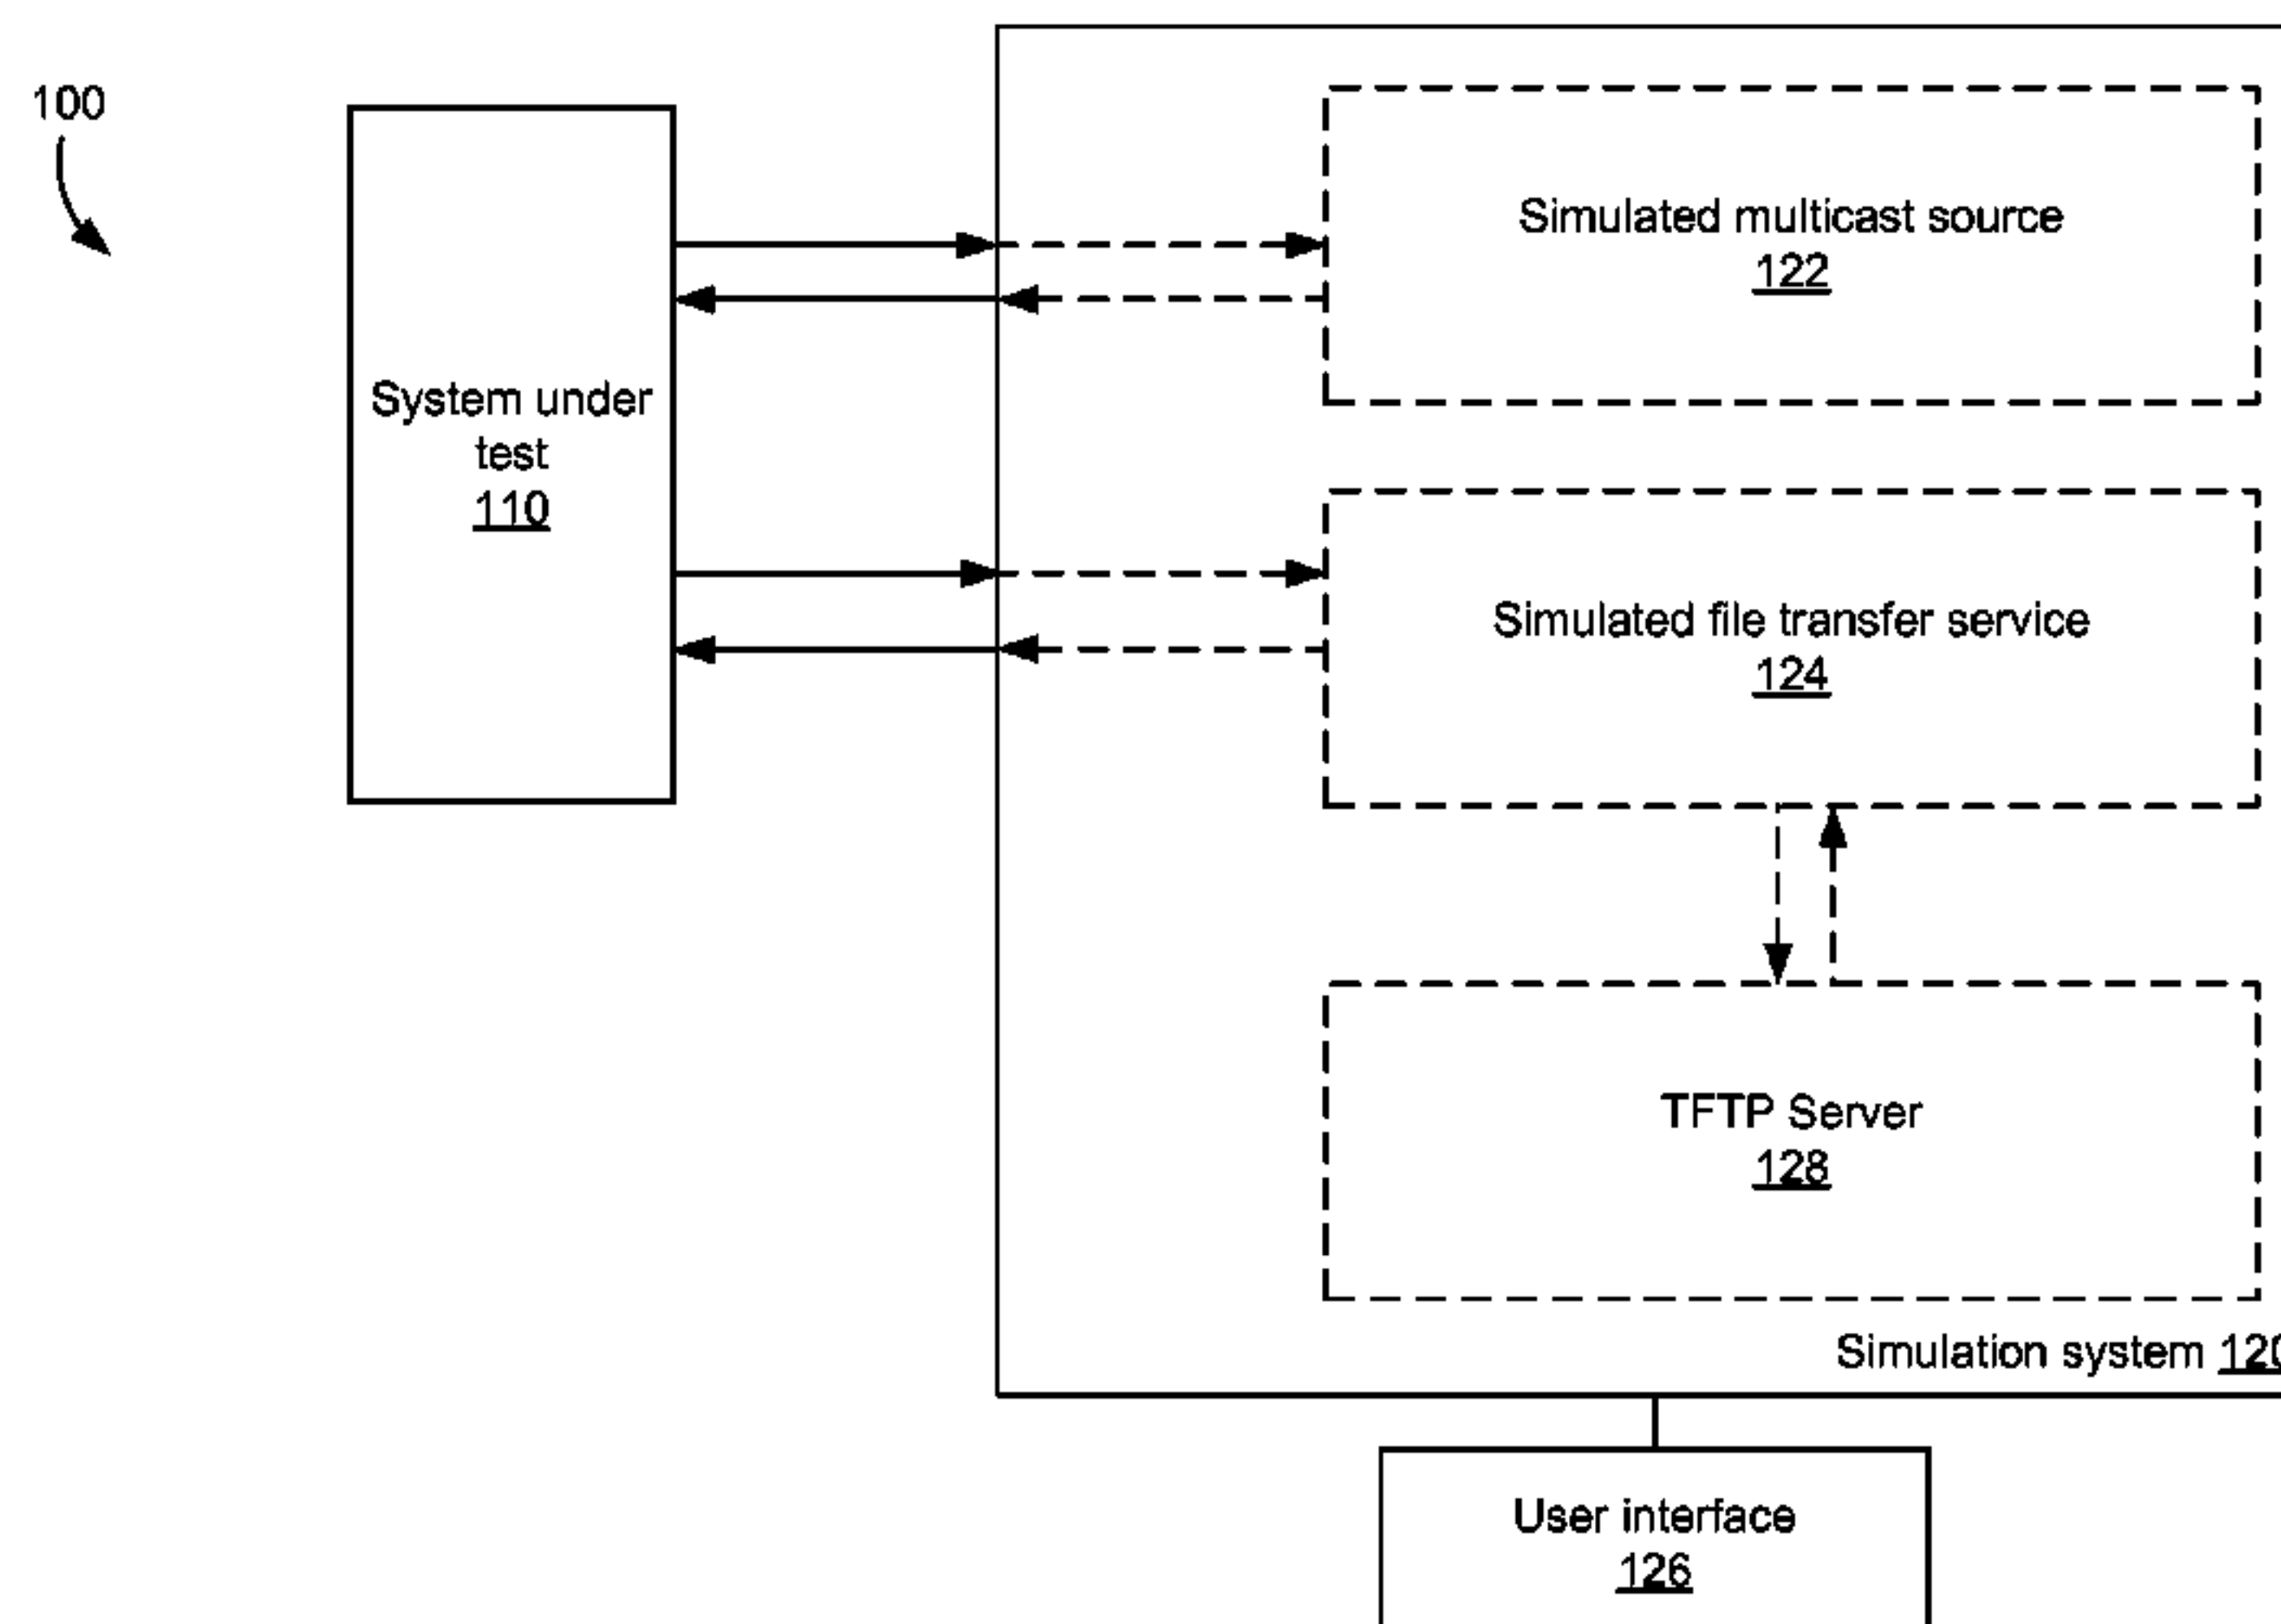 100
Simulated multicast source
122
System under
test
110
Simulated file transfer service
124
TFTP Server
128
Simulation system 120
User interface
126